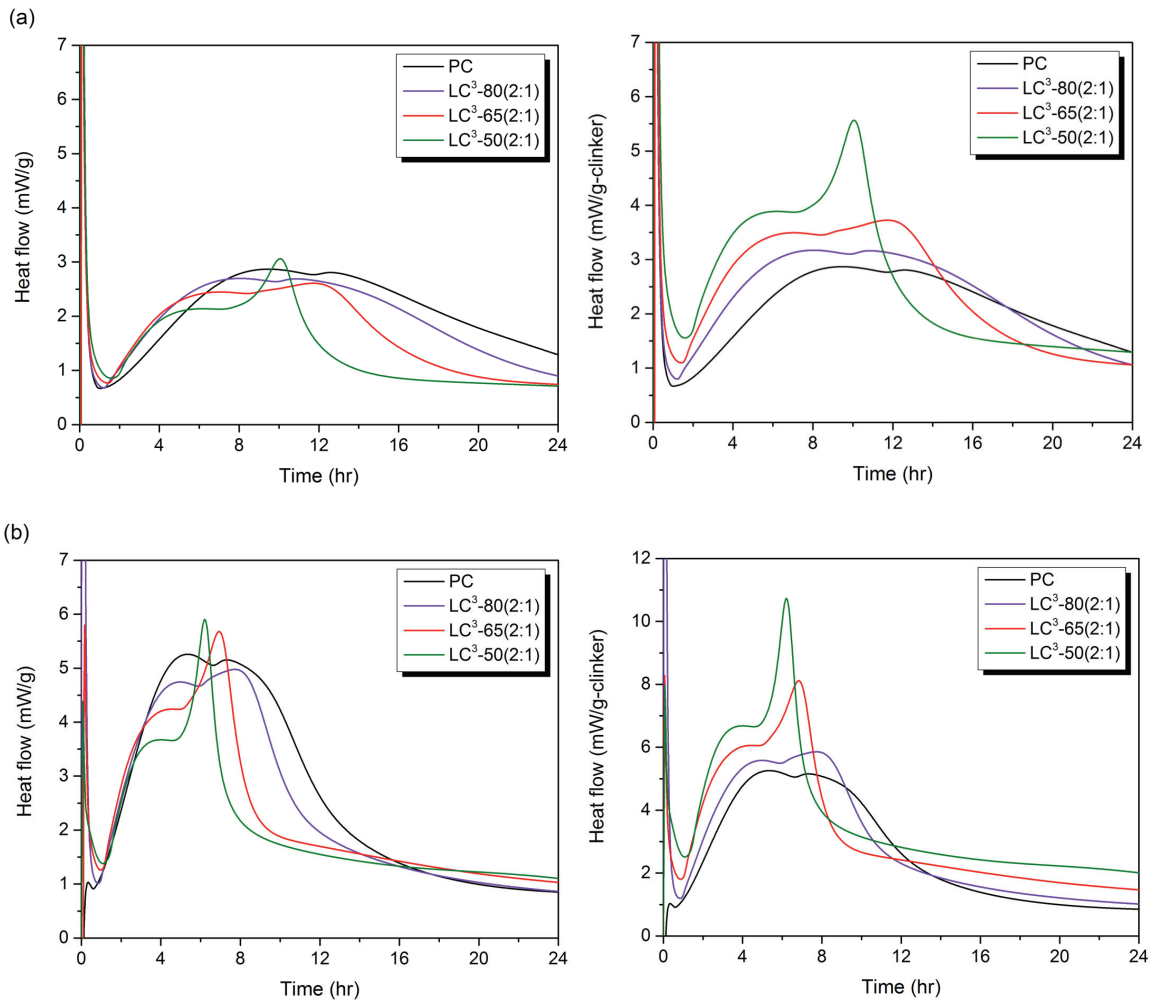 (a)
7
6
5
4
3
2
1
0
Heat flow (mW/g)
0 4 8 12 16 20 24
Time (hr)
PC
LC³-80(2:1)
LC³-65(2:1)
LC³-50(2:1)
7
6
5
4
3
2
1
0
Heat flow (mW/g-clinker)
0 4 8 12 16 20 24
Time (hr)
PC
LC³-80(2:1)
LC³-65(2:1)
LC³-50(2:1)
(b)
7
6
5
4
3
2
1
0
Heat flow (mW/g)
0 4 8 12 16 20 24
Time (hr)
PC
LC³-80(2:1)
LC³-65(2:1)
LC³-50(2:1)
12
10
8
6
4
2
0
Heat flow (mW/g-clinker)
0 4 8 12 16 20 24
Time (hr)
PC
LC³-80(2:1)
LC³-65(2:1)
LC³-50(2:1)